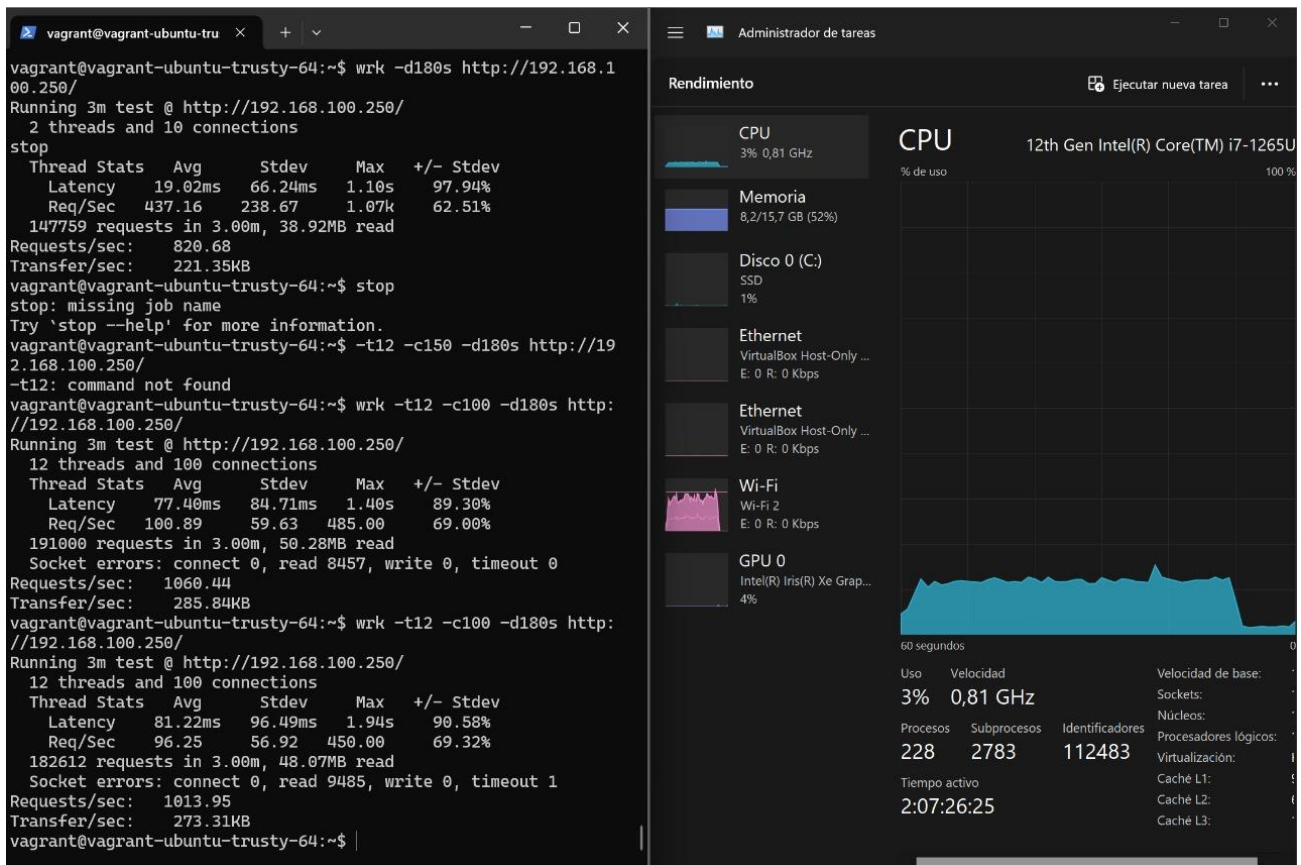 vagrant@vagrant-ubuntu-tru
vagrant@vagrant-ubuntu-trusty-64:~$ wrk -d180s http://192.168.1
00.250/
Running 3m test @ http://192.168.100.250/
  2 threads and 10 connections
stop
  Thread Stats   Avg      Stdev     Max   +/- Stdev
    Latency    19.02ms   66.24ms   1.10s    97.94%
    Req/Sec   437.16    238.67     1.07k    62.51%
  147759 requests in 3.00m, 38.92MB read
Requests/sec:    820.68
Transfer/sec:    221.35KB
vagrant@vagrant-ubuntu-trusty-64:~$ stop
stop: missing job name
Try `stop --help' for more information.
vagrant@vagrant-ubuntu-trusty-64:~$ -t12 -c150 -d180s http://19
2.168.100.250/
-t12: command not found
vagrant@vagrant-ubuntu-trusty-64:~$ wrk -t12 -c100 -d180s http:
//192.168.100.250/
Running 3m test @ http://192.168.100.250/
  12 threads and 100 connections
  Thread Stats   Avg      Stdev     Max   +/- Stdev
    Latency    77.40ms   84.71ms   1.40s    89.30%
    Req/Sec   100.89     59.63   485.00     69.00%
  191000 requests in 3.00m, 50.28MB read
  Socket errors: connect 0, read 8457, write 0, timeout 0
Requests/sec:   1060.44
Transfer/sec:    285.84KB
vagrant@vagrant-ubuntu-trusty-64:~$ wrk -t12 -c100 -d180s http:
//192.168.100.250/
Running 3m test @ http://192.168.100.250/
  12 threads and 100 connections
  Thread Stats   Avg      Stdev     Max   +/- Stdev
    Latency    81.22ms   96.49ms   1.94s    90.58%
    Req/Sec    96.25     56.92   450.00     69.32%
  182612 requests in 3.00m, 48.07MB read
  Socket errors: connect 0, read 9485, write 0, timeout 1
Requests/sec:   1013.95
Transfer/sec:    273.31KB
vagrant@vagrant-ubuntu-trusty-64:~$
Administrador de tareas
Rendimiento
Ejecutar nueva tarea
CPU
3% 0,81 GHz
Memoria
8,2/15,7 GB (52%)
Disco 0 (C:)
SSD
1%
Ethernet
VirtualBox Host-Only ...
E: 0 R: 0 Kbps
Ethernet
VirtualBox Host-Only ...
E: 0 R: 0 Kbps
Wi-Fi
Wi-Fi 2
E: 0 R: 0 Kbps
GPU 0
Intel(R) Iris(R) Xe Grap...
4%
CPU 12th Gen Intel(R) Core(TM) i7-1265U
% de uso 100 %
60 segundos 0
Uso Velocidad
3% 0,81 GHz
Procesos Subprocesos Identificadores
228 2783 112483
Tiempo activo
2:07:26:25
Velocidad de base:
Sockets:
Núcleos:
Procesadores lógicos:
Virtualización:
Caché L1:
Caché L2:
Caché L3: